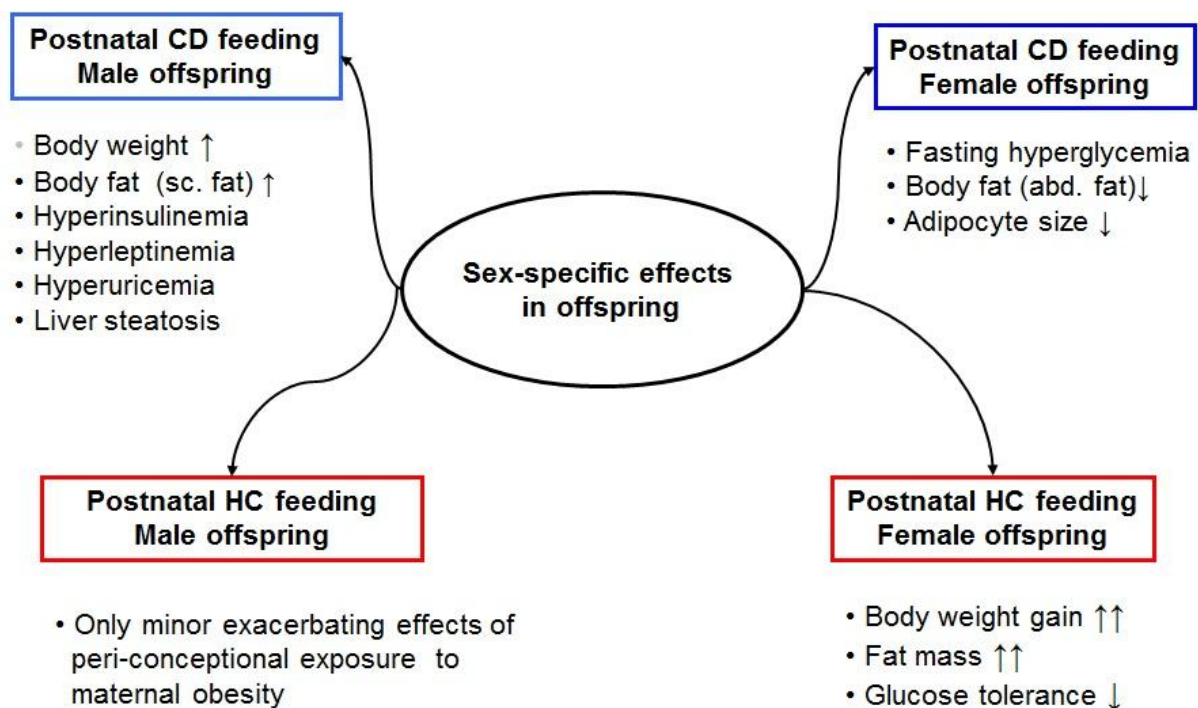 Postnatal CD feeding
Male offspring
• Body weight ↑
• Body fat (sc. fat) ↑
• Hyperinsulinemia
• Hyperleptinemia
• Hyperuricemia
• Liver steatosis
Postnatal CD feeding
Female offspring
• Fasting hyperglycemia
• Body fat (abd. fat)↓
• Adipocyte size ↓
Sex-specific effects
in offspring
Postnatal HC feeding
Male offspring
• Only minor exacerbating effects of
peri-conceptional exposure to
maternal obesity
Postnatal HC feeding
Female offspring
• Body weight gain ↑↑
• Fat mass ↑↑
• Glucose tolerance ↓